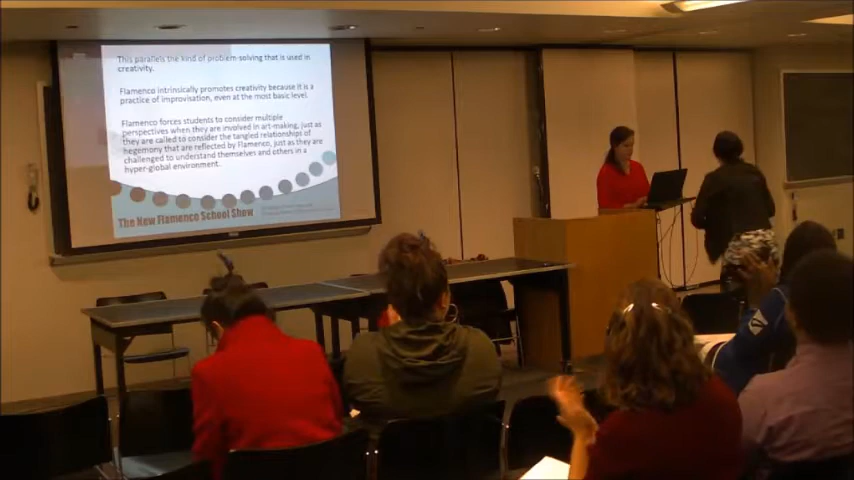 This parallels the kind of problem-solving that is used in
creativity.
Flamenco intrinsically promotes creativity because it is a
practice of improvisation, even at the most basic level.
Flamenco forces students to consider multiple
perspectives when they are involved in art-making, just as
they are called to consider the tangled relationships of
hegemony that are reflected by Flamenco, just as they are
challenged to understand themselves and others in a
hyper-global environment.
The New Flamenco School Show